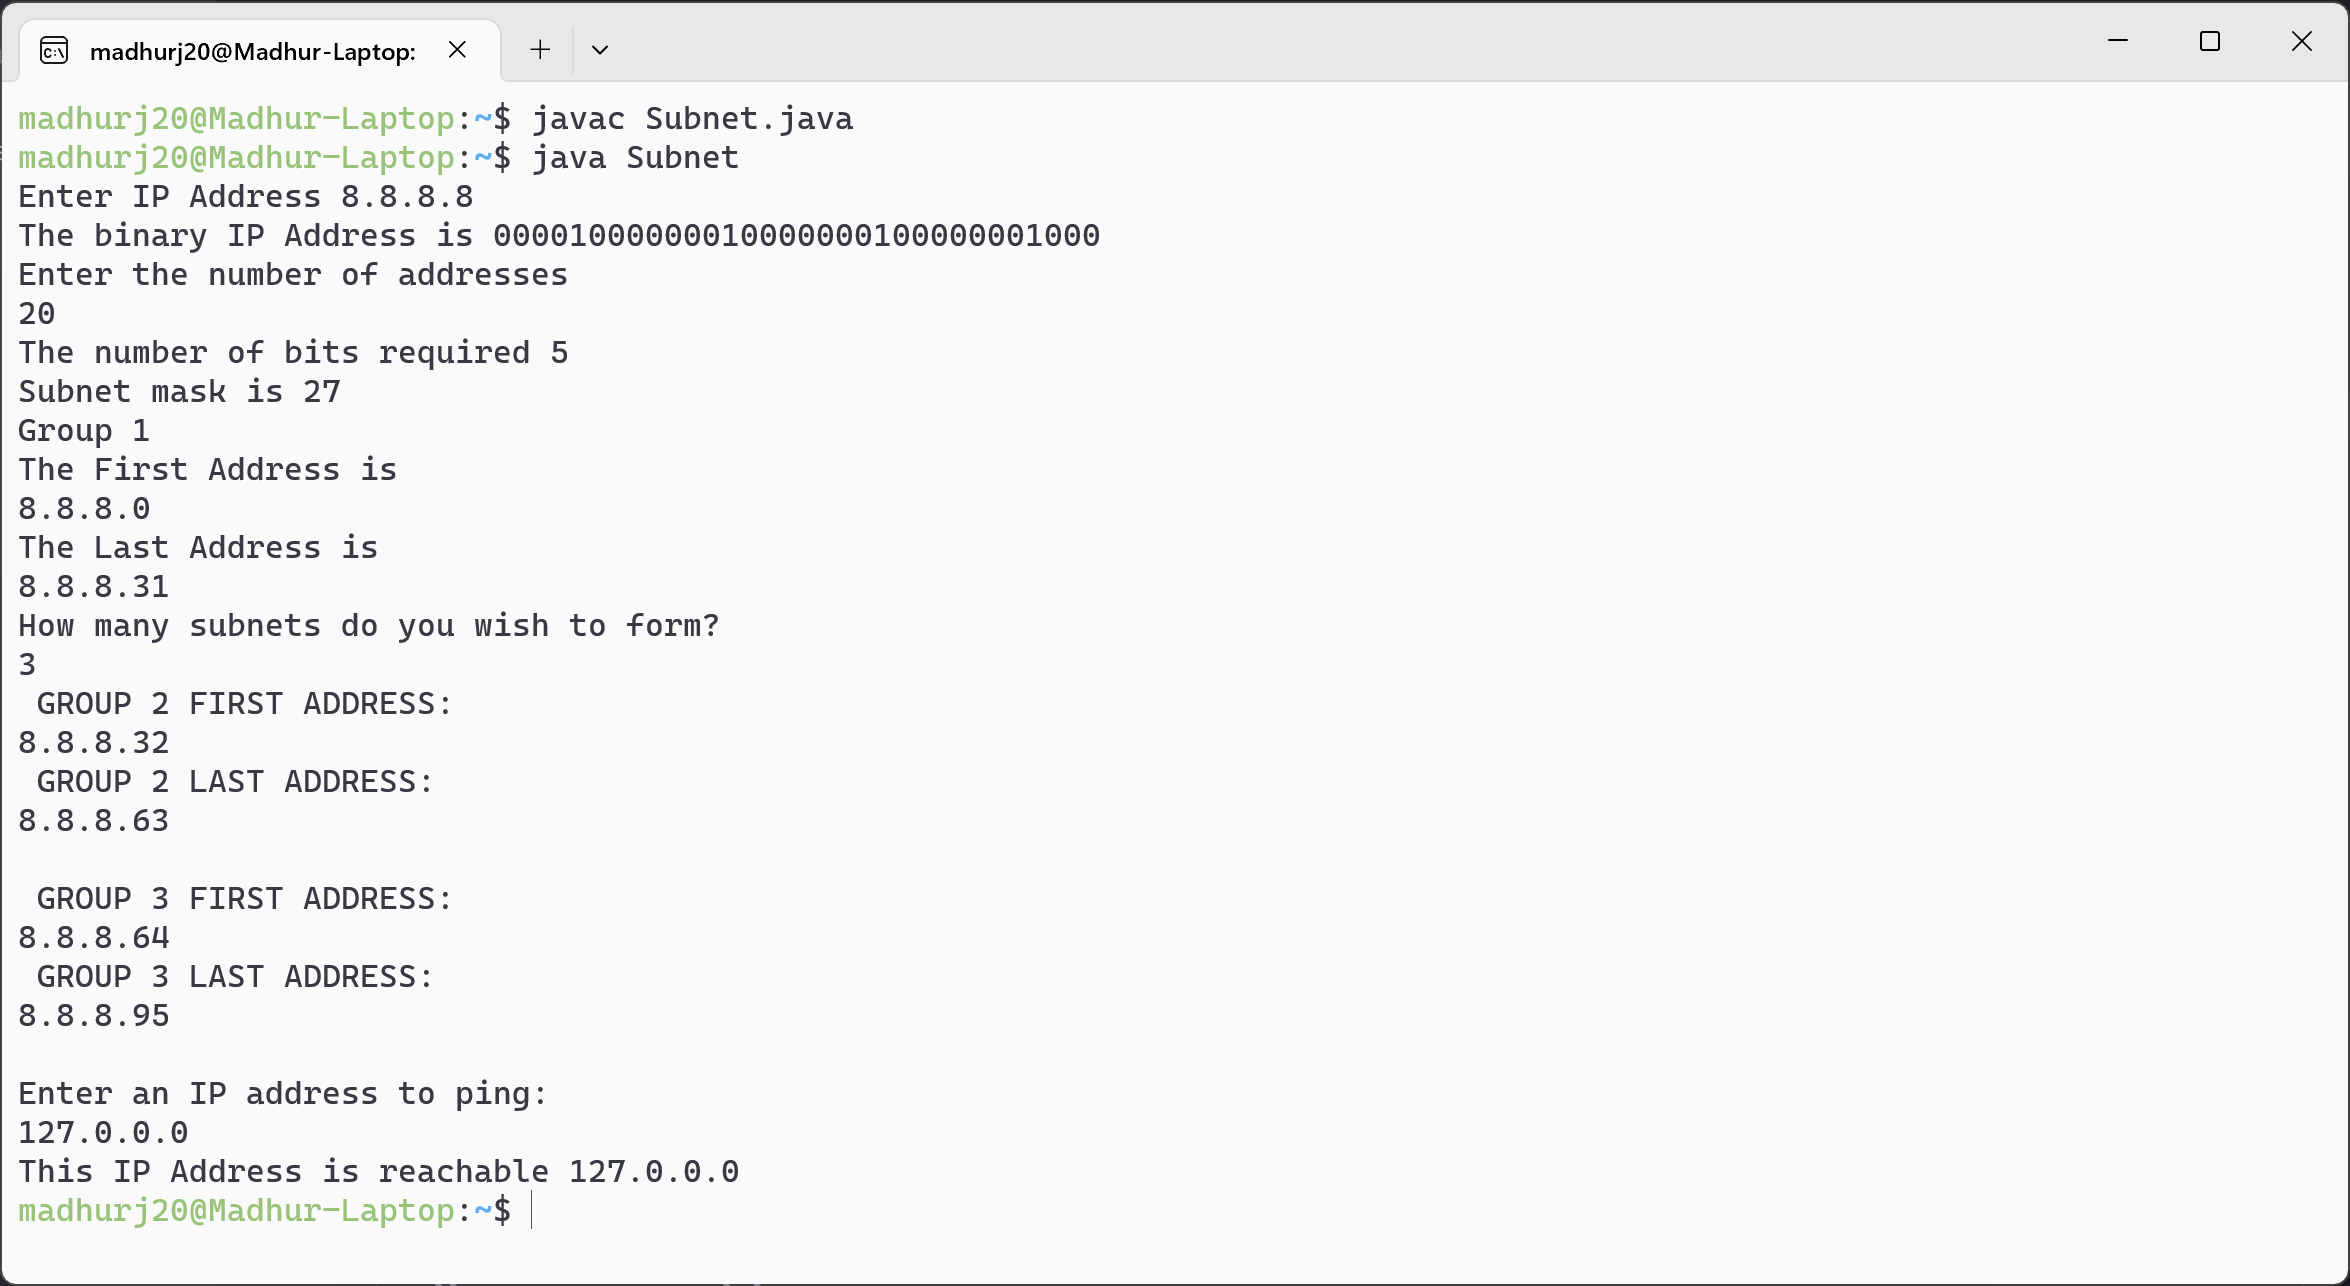 madhurj20@Madhur-Laptop:
madhurj20@Madhur-Laptop:~$ javac Subnet.java
madhurj20@Madhur-Laptop:~$ java Subnet
Enter IP Address 8.8.8.8
The binary IP Address is 00001000000010000000100000001000
Enter the number of addresses
20
The number of bits required 5
Subnet mask is 27
Group 1
The First Address is
8.8.8.0
The Last Address is
8.8.8.31
How many subnets do you wish to form?
3
 GROUP 2 FIRST ADDRESS:
8.8.8.32
 GROUP 2 LAST ADDRESS:
8.8.8.63
 GROUP 3 FIRST ADDRESS:
8.8.8.64
 GROUP 3 LAST ADDRESS:
8.8.8.95
Enter an IP address to ping:
127.0.0.0
This IP Address is reachable 127.0.0.0
madhurj20@Madhur-Laptop:~$